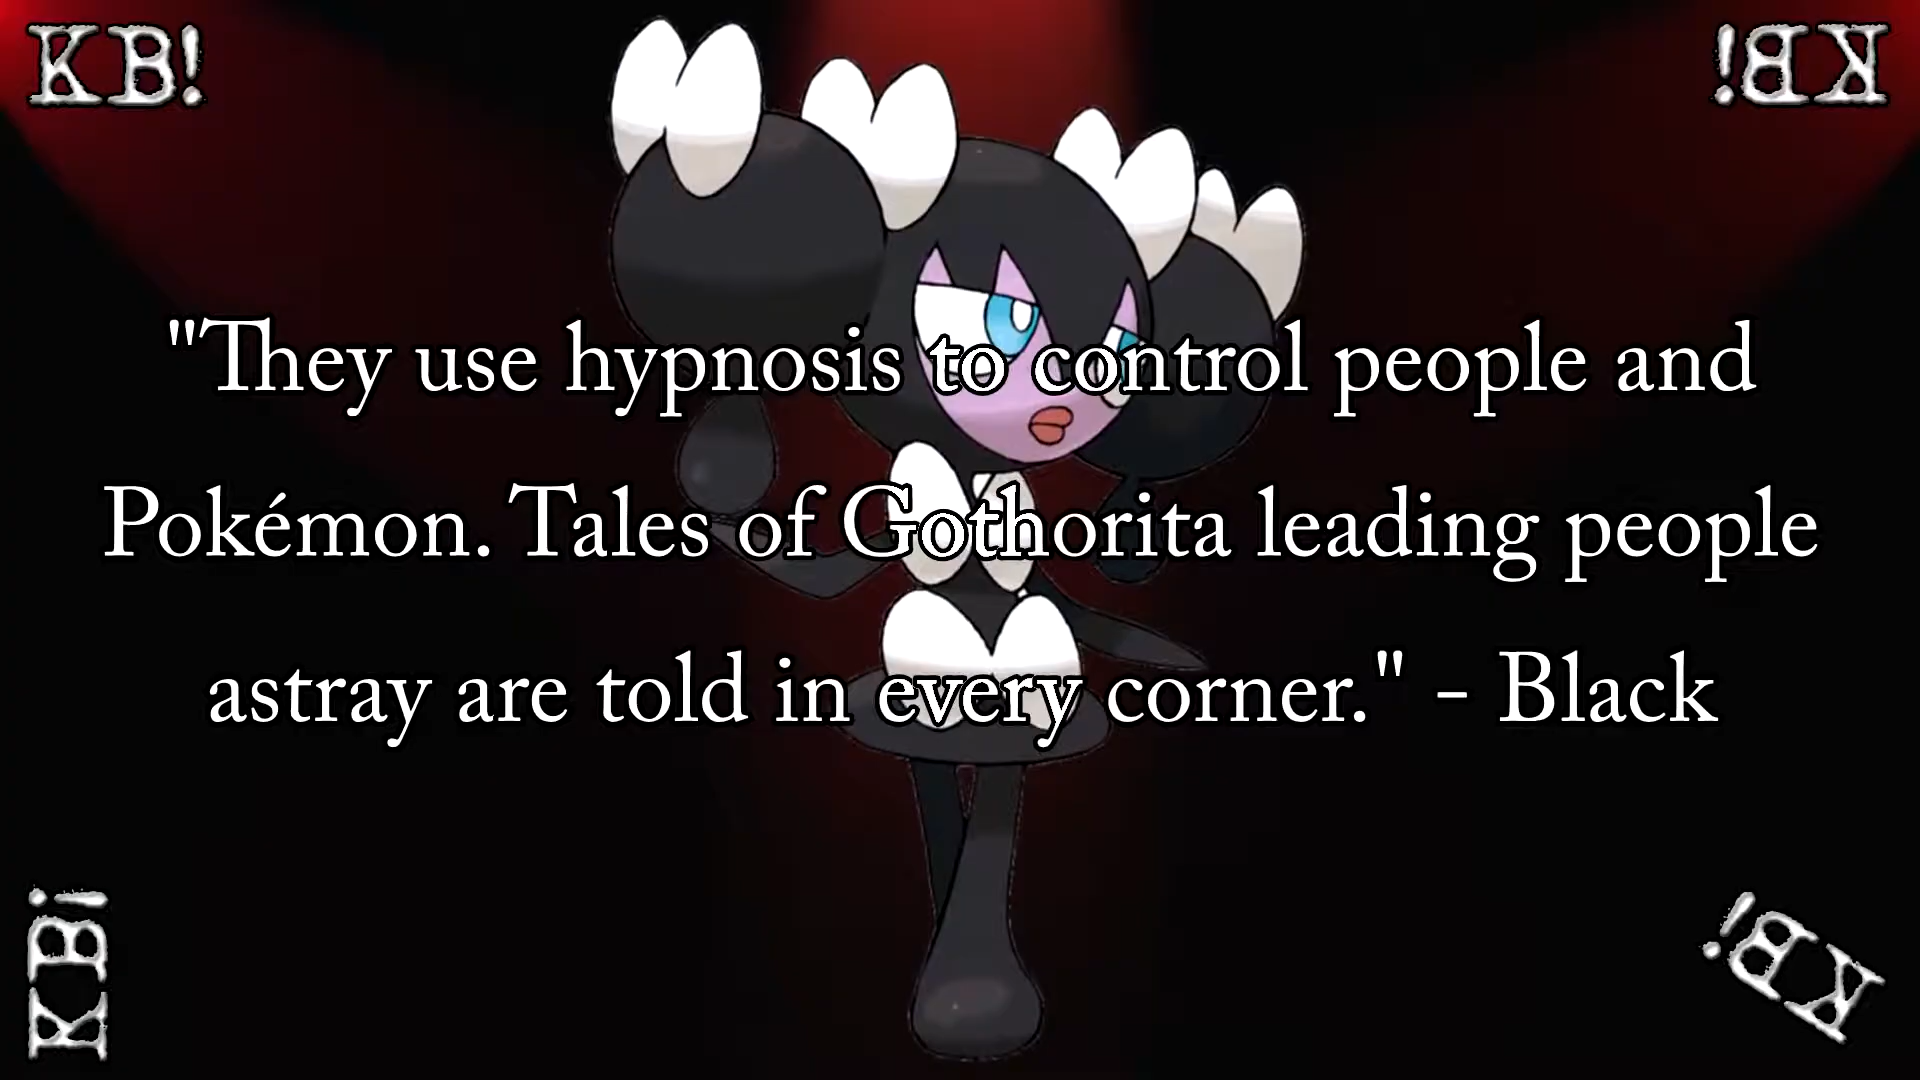 KB!
KB!
"They use hypnosis to control people and
Pokémon. Tales of Gothorita leading people
astray are told in every corner." - Black
KB!
KB!